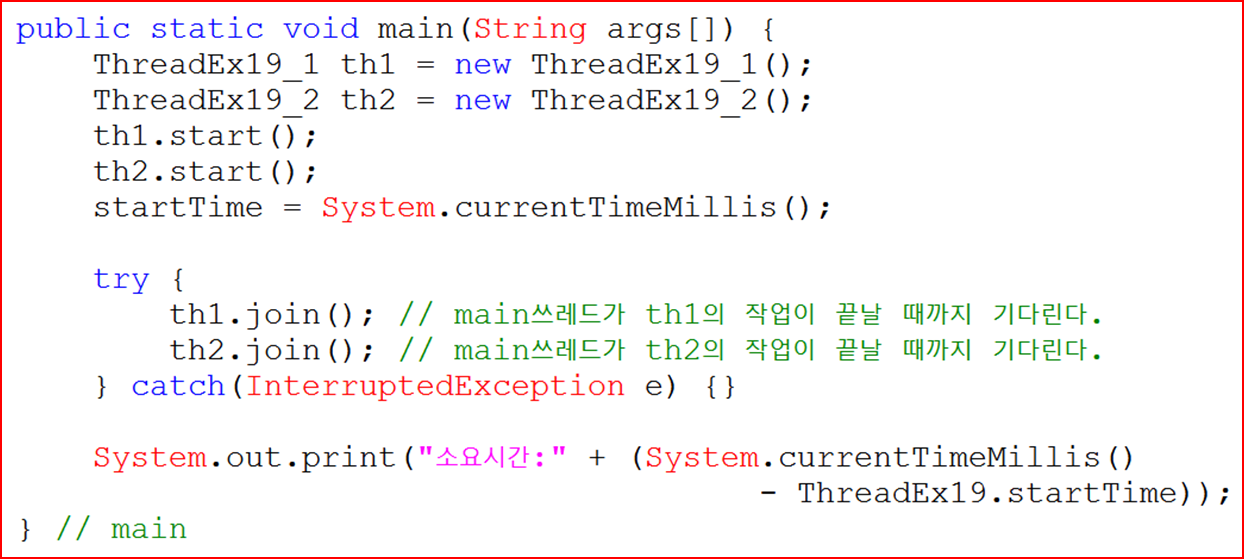 public static void main(String args[]) {
    ThreadEx19_1 th1 = new ThreadEx19_1();
    ThreadEx19_2 th2 = new ThreadEx19_2();
    th1.start();
    th2.start();
    startTime = System.currentTimeMillis();

    try {
        th1.join(); // main쓰레드가 th1의 작업이 끝날 때까지 기다린다.
        th2.join(); // main쓰레드가 th2의 작업이 끝날 때까지 기다린다.
    } catch(InterruptedException e) {}

    System.out.print("소요시간:" + (System.currentTimeMillis()
                                       - ThreadEx19.startTime));
} // main